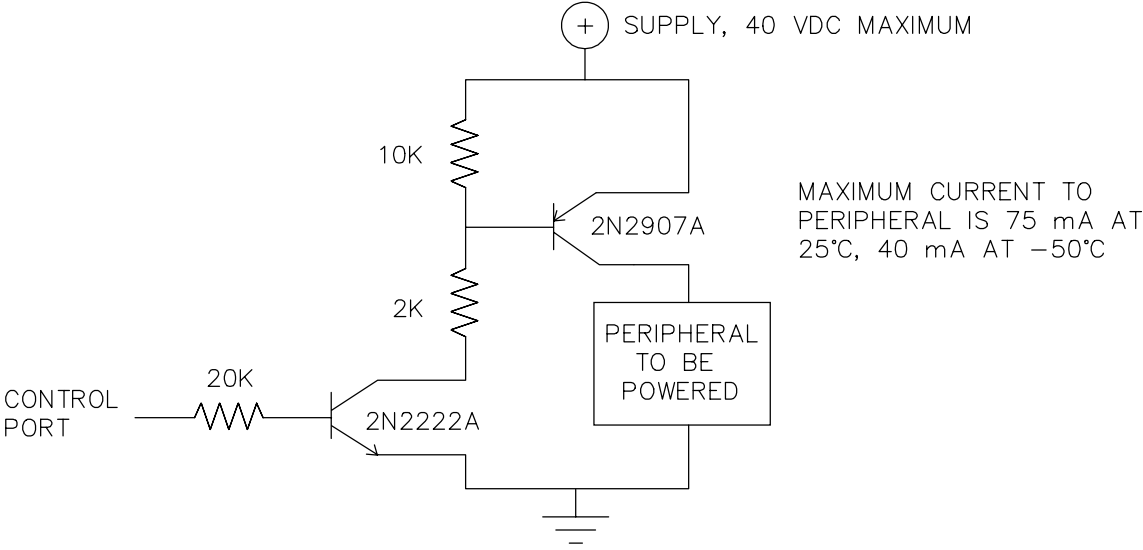 SUPPLY, 40 VDC MAXIMUM
10K
MAXIMUM CURRENT TO
PERIPHERAL IS 75 mA AT
25°C, 40 mA AT −50°C
2N2907A
2K
PERIPHERAL
TO BE
POWERED
20K
CONTROL
PORT
2N2222A